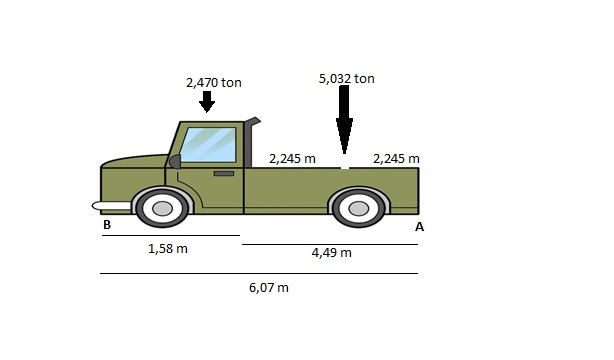 2,470 ton
5,032 ton
2,245 m
2,245 m
B
A
1,58 m
4,49 m
6,07 m